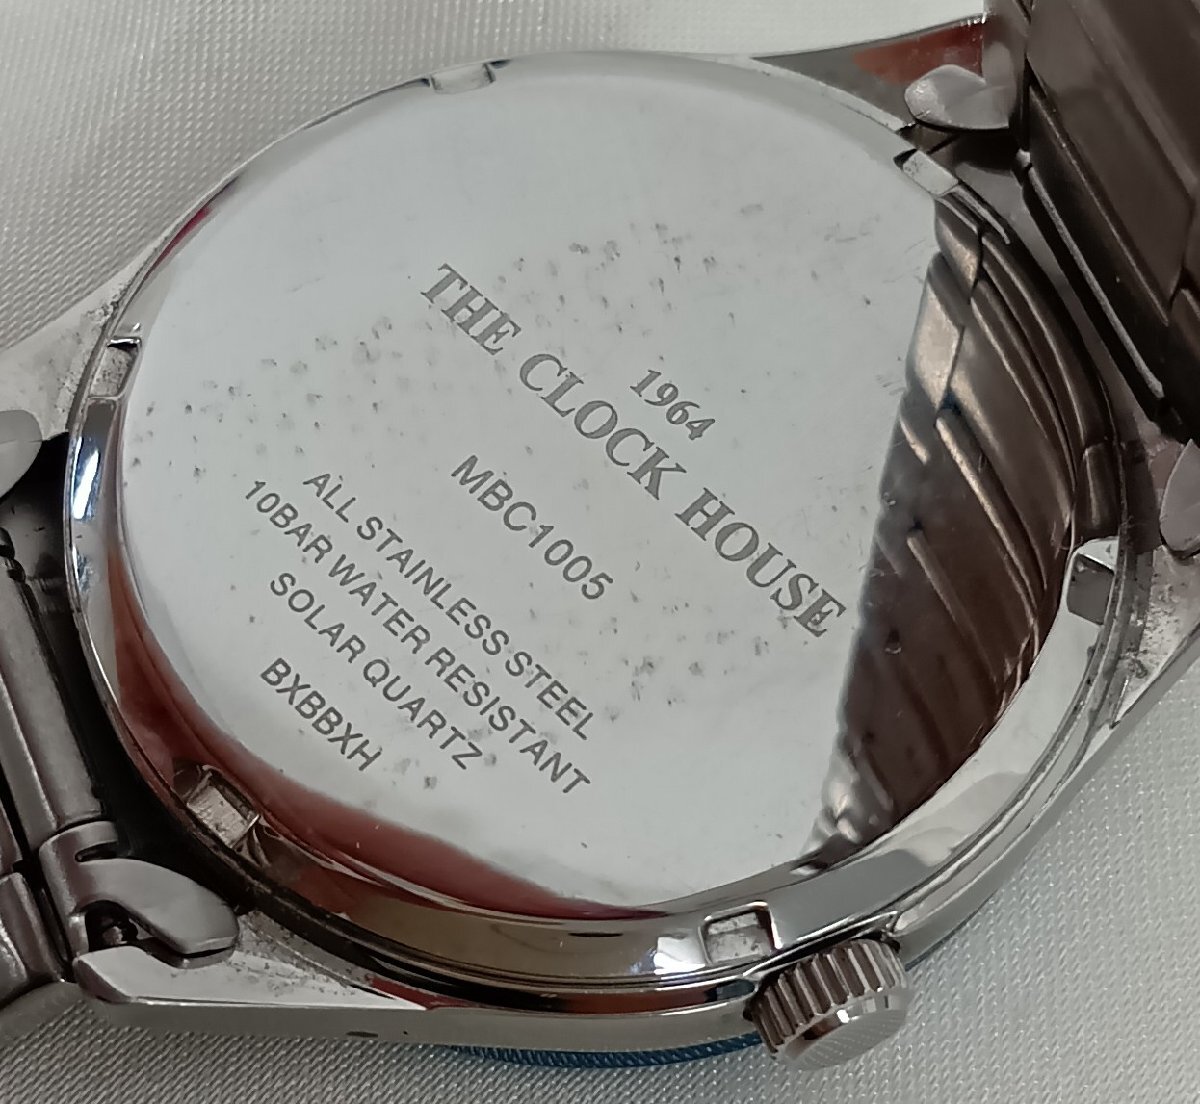 1964
THE CLOCK HOUSE
MBC1005
ALL STAINLESS STEEL
10BAR WATER RESISTANT
SOLAR QUARTZ
BXBBXH